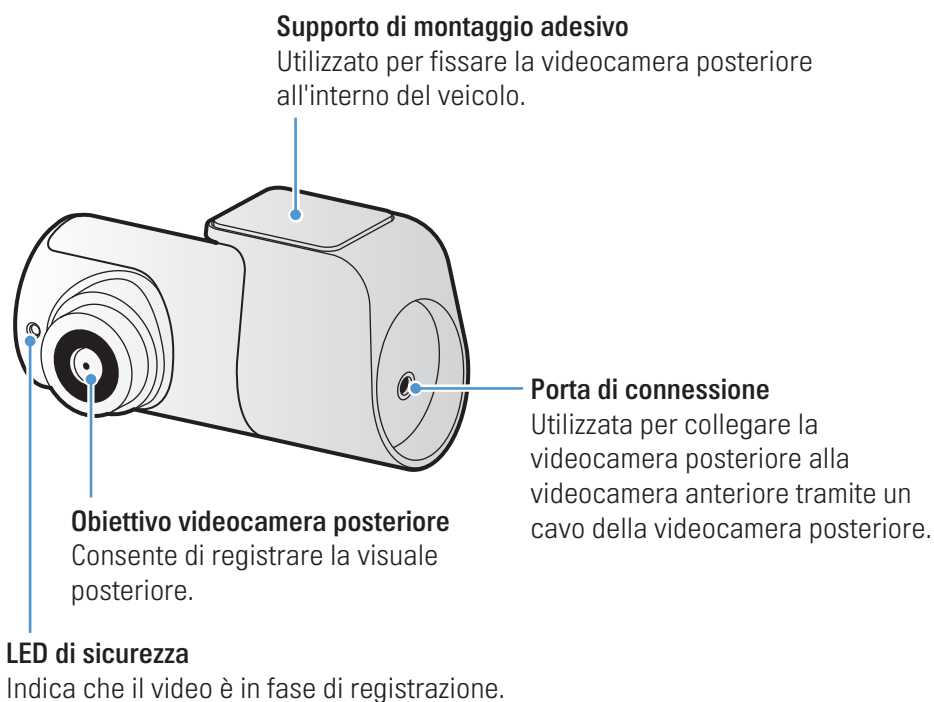 Supporto di montaggio adesivo
Utilizzato per fissare la videocamera posteriore
all'interno del veicolo.
Porta di connessione
Utilizzata per collegare la
videocamera posteriore alla
videocamera anteriore tramite un
cavo della videocamera posteriore.
Obiettivo videocamera posteriore
Consente di registrare la visuale
posteriore.
LED di sicurezza
Indica che il video è in fase di registrazione.